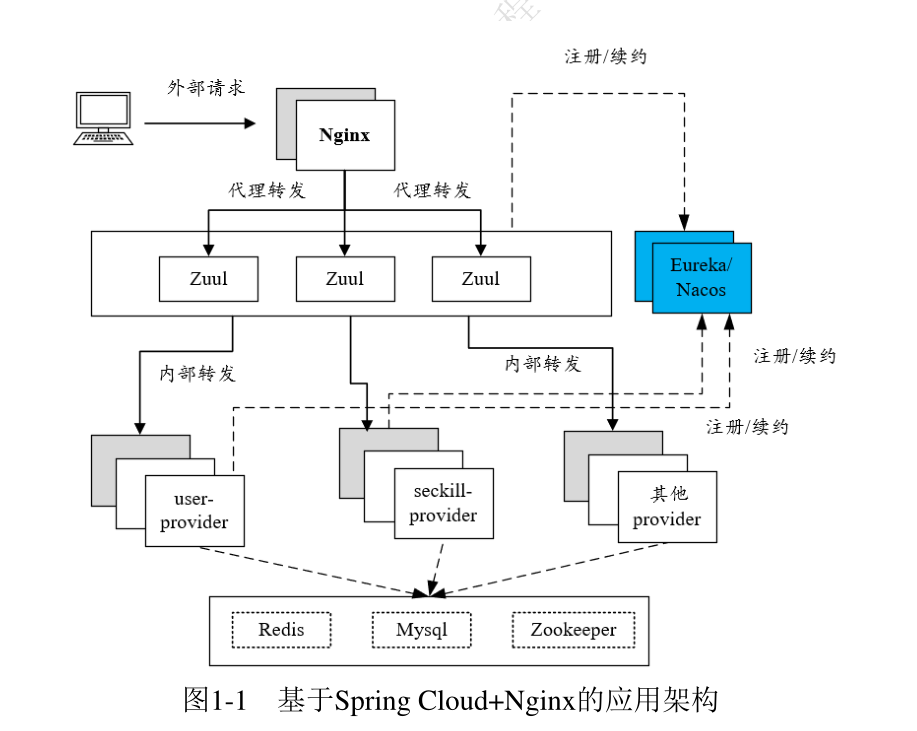 注册/续约
外部请求
Nginx
代理转发
代理转发
Zuul
Zuul
Zuul
Eureka/
Nacos
内部转发
内部转发
注册/续约
注册/续约
user-
provider
seckill-
provider
其他
provider
Redis
Mysql
Zookeeper
图1-1 基于Spring Cloud+Nginx的应用架构